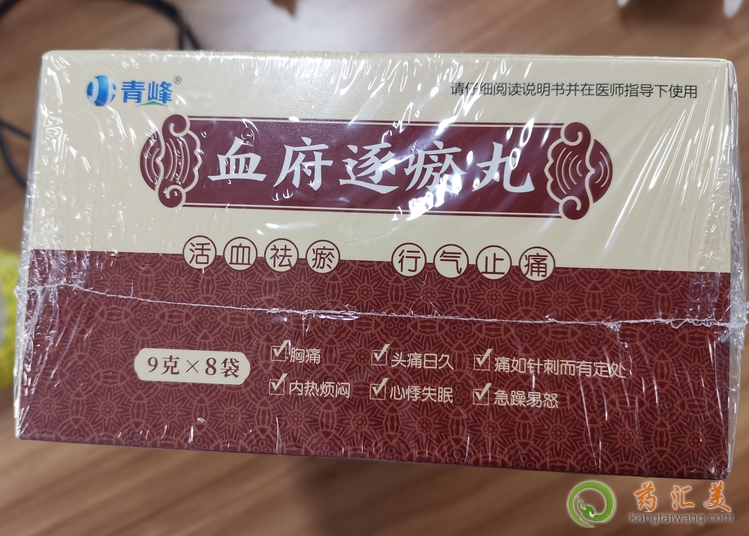 青峰®
请仔细阅读说明书并在医师指导下使用
血府逐瘀丸
活血祛瘀 行气止痛
9克×8袋
胸痛 头痛日久 痛如针刺而有定处
内热烦闷 心悸失眠 急躁易怒
药汇美
kangtaiwang.com